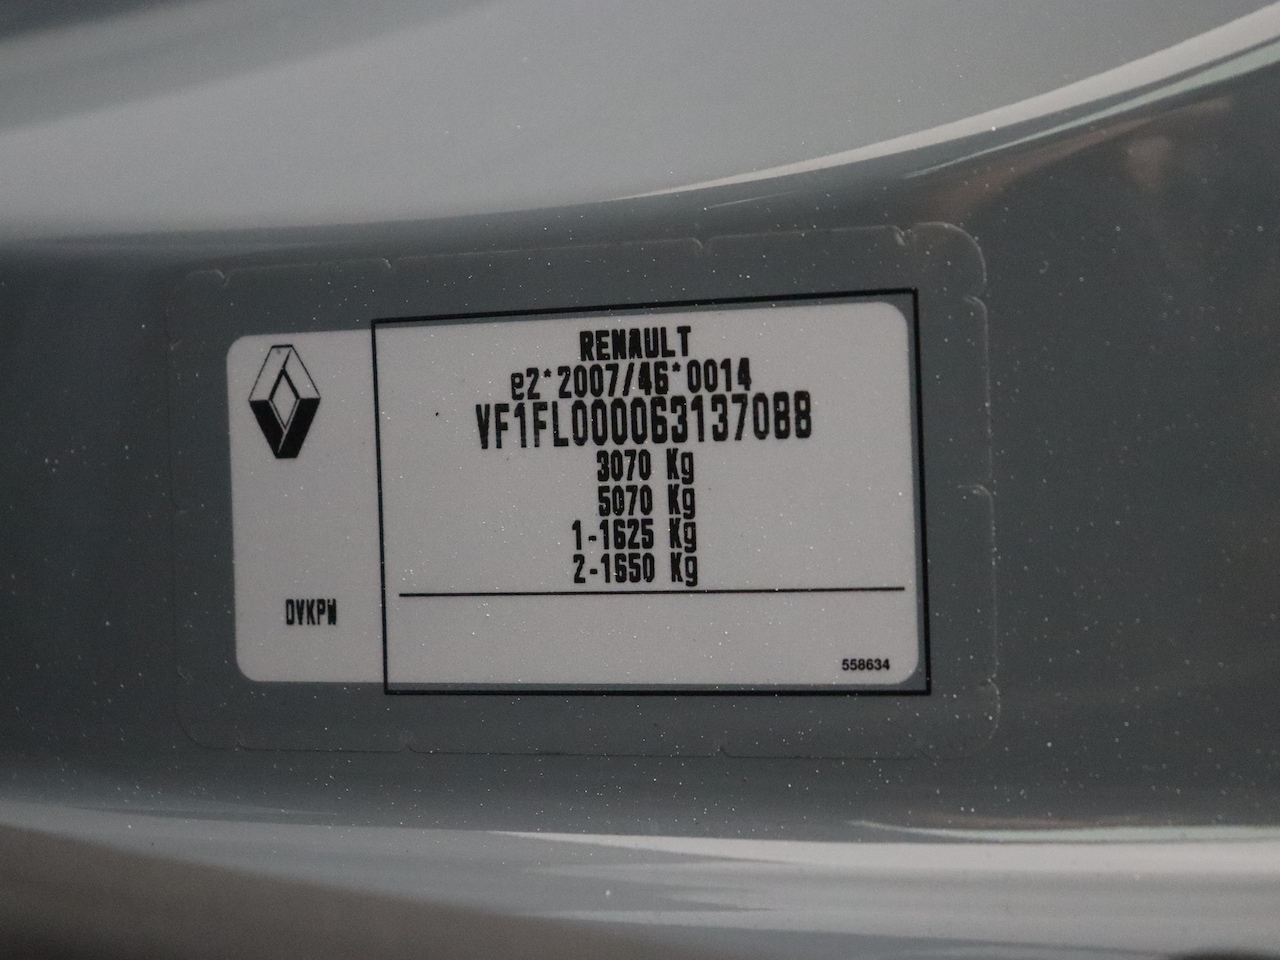 RENAULT
e2*2007/46*0014
VF1FL000063137088
3070 Kg
5070 Kg
1-1625 Kg
2-1650 Kg
DVKPW
558634